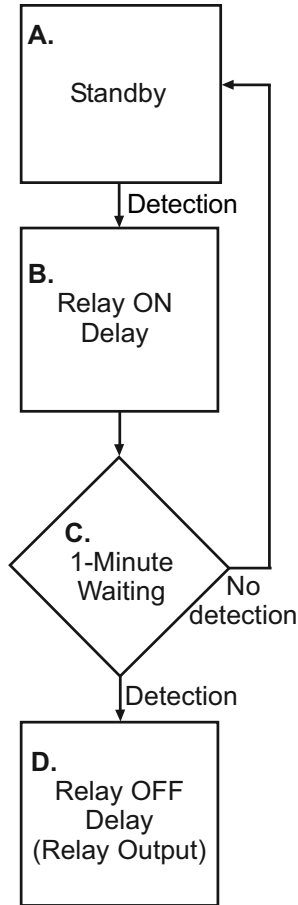 A.
Standby
Detection
B.
Relay ON
Delay
C.
1-Minute
Waiting
No
detection
Detection
D.
Relay OFF
Delay
(Relay Output)